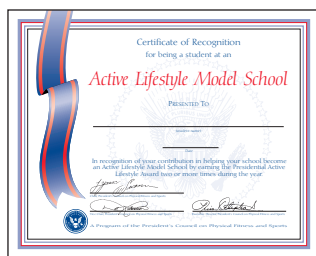 Certificate of Recognition
for being a student at an
Active Lifestyle Model School
PRESENTED TO
In recognition of your contribution in helping your school become
an Active Lifestyle Model School by earning the Presidential Active
Lifestyle Award two or more times during the year
A Program of the President's Council on Physical Fitness and Sports